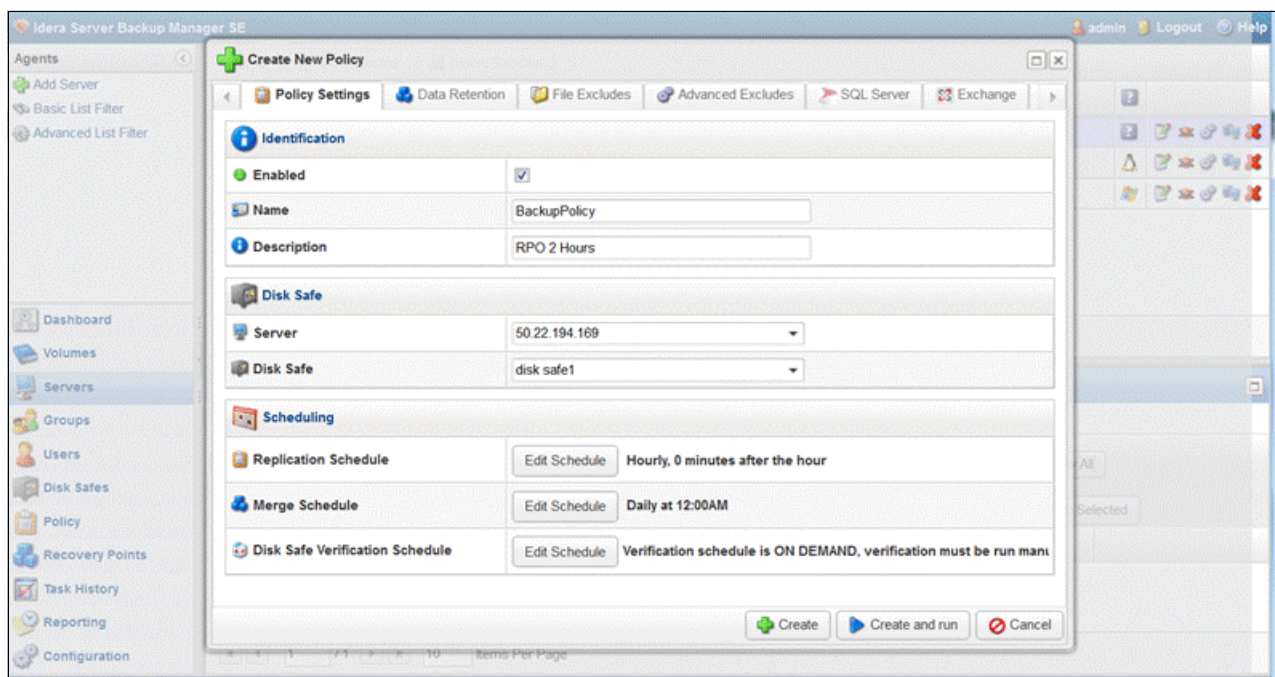 Idera Server Backup Manager SE
admin Logout Help
Agents
Add Server
Basic List Filter
Advanced List Filter
Dashboard
Volumes
Servers
Groups
Users
Disk Safes
Policy
Recovery Points
Task History
Reporting
Configuration
Create New Policy
Policy Settings Data Retention File Excludes Advanced Excludes SQL Server Exchange
Identification
Enabled
Name BackupPolicy
Description RPO 2 Hours
Disk Safe
Server 50.22.194.169
Disk Safe disk safe1
Scheduling
Replication Schedule Edit Schedule Hourly, 0 minutes after the hour
Merge Schedule Edit Schedule Daily at 12:00AM
Disk Safe Verification Schedule Edit Schedule Verification schedule is ON DEMAND, verification must be run manu
Create Create and run Cancel
All
Selected
1 / 1 10 Items Per Page